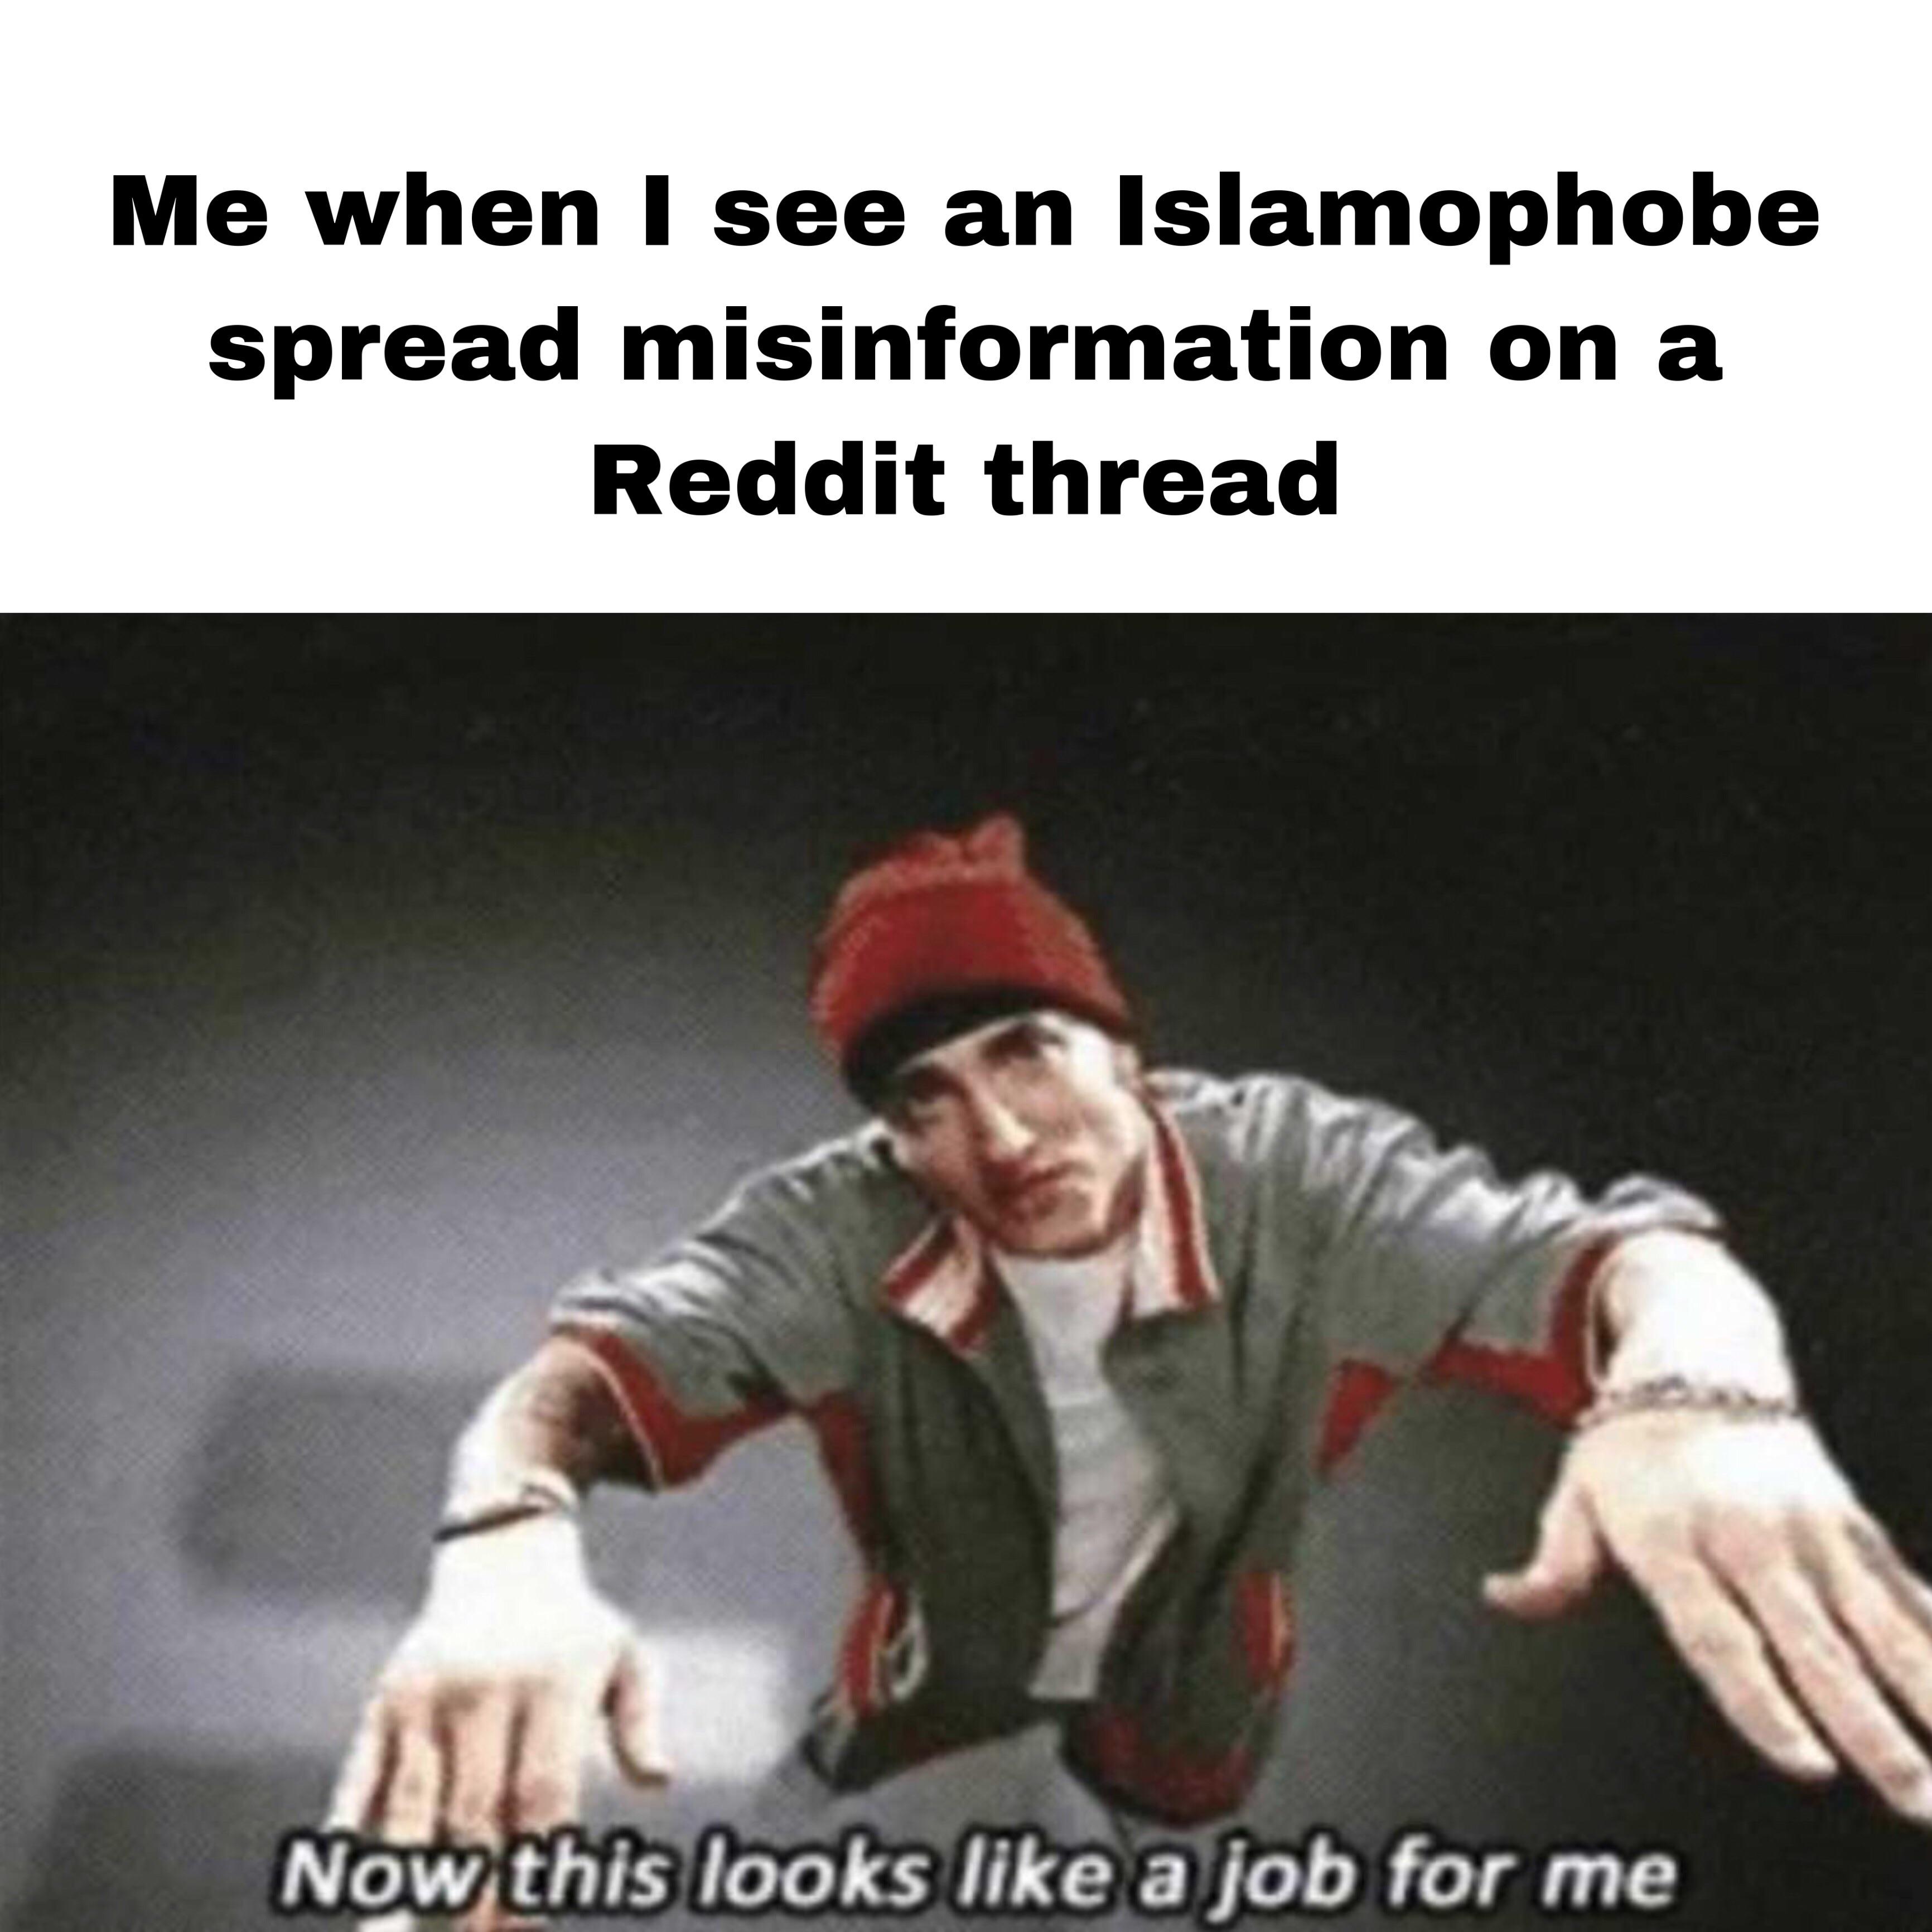 Me when I see an Islamophobe
spread misinformation on a
Reddit thread
Now this looks like a job for me